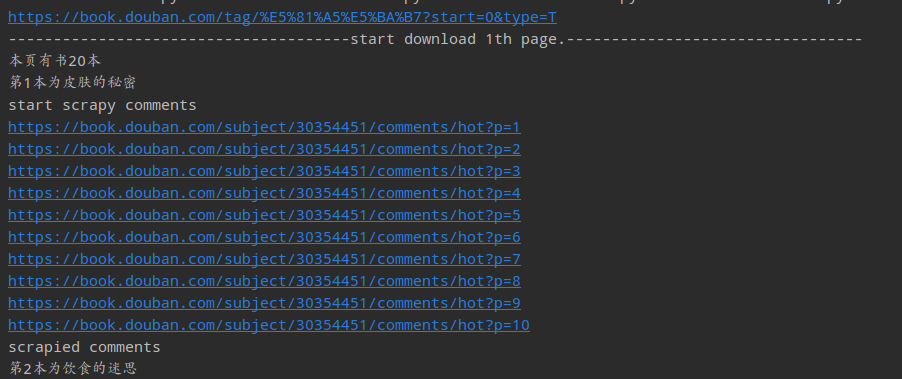 https://book.douban.com/tag/%E5%81%A5%E5%BA%B7?start=0&type=T
--------------------------------------start download 1th page.---------------------------------
本页有书20本
第1本为皮肤的秘密
start scrapy comments
https://book.douban.com/subject/30354451/comments/hot?p=1
https://book.douban.com/subject/30354451/comments/hot?p=2
https://book.douban.com/subject/30354451/comments/hot?p=3
https://book.douban.com/subject/30354451/comments/hot?p=4
https://book.douban.com/subject/30354451/comments/hot?p=5
https://book.douban.com/subject/30354451/comments/hot?p=6
https://book.douban.com/subject/30354451/comments/hot?p=7
https://book.douban.com/subject/30354451/comments/hot?p=8
https://book.douban.com/subject/30354451/comments/hot?p=9
https://book.douban.com/subject/30354451/comments/hot?p=10
scrapied comments
第2本为饮食的迷思